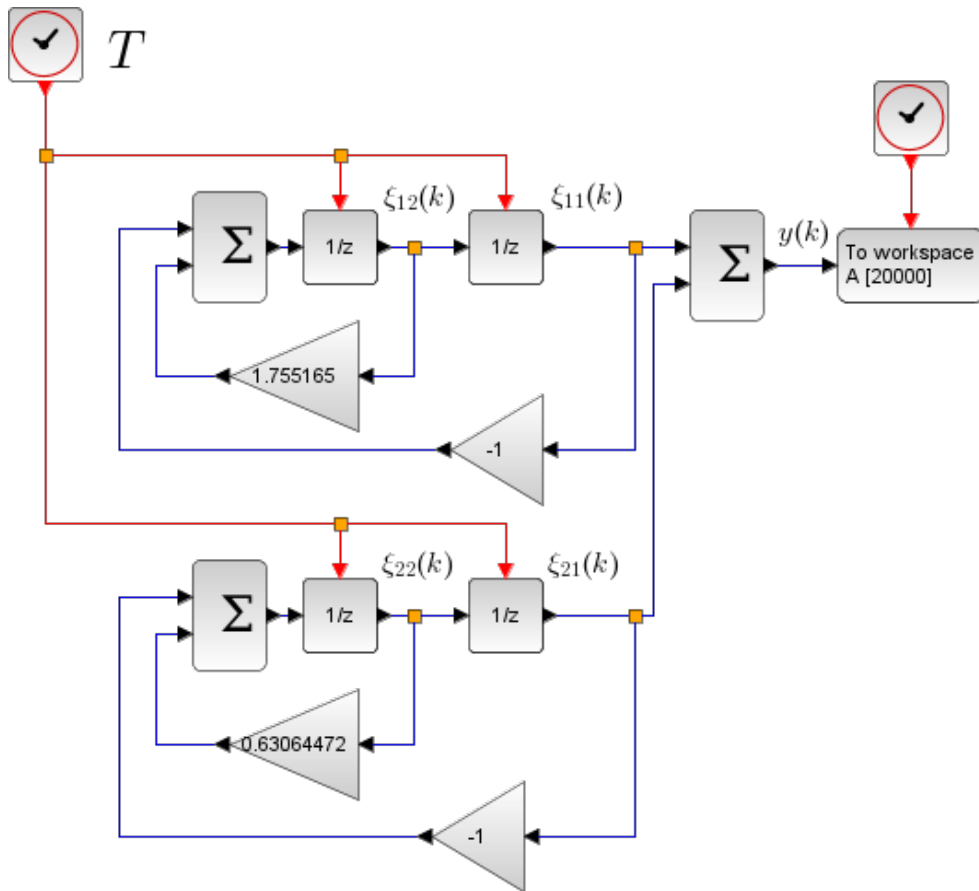 T
ξ12(k)
ξ11(k)
Σ
1/z
1/z
Σ
y(k)
To workspace
A [20000]
1.755165
-1
ξ22(k)
ξ21(k)
Σ
1/z
1/z
0.63064472
-1